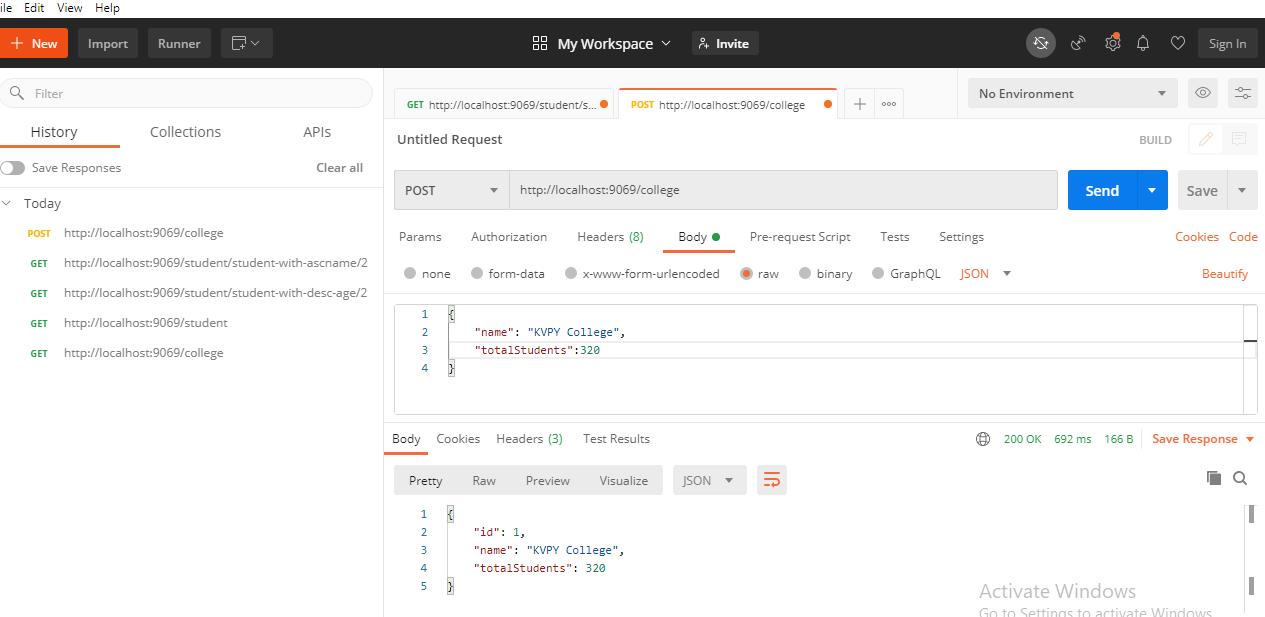 ile Edit View Help
+ New Import Runner My Workspace Invite Sign In
Filter
History Collections APIs
Save Responses Clear all
Today
POST http://localhost:9069/college
GET http://localhost:9069/student/student-with-ascname/2
GET http://localhost:9069/student/student-with-desc-age/2
GET http://localhost:9069/student
GET http://localhost:9069/college
GET http://localhost:9069/student/s... POST http://localhost:9069/college + ooo No Environment
Untitled Request BUILD
POST http://localhost:9069/college Send Save
Params Authorization Headers (8) Body Pre-request Script Tests Settings Cookies Code
none form-data x-www-form-urlencoded raw binary GraphQL JSON Beautify
1 {
2 "name": "KVPY College",
3 "totalStudents":320
4 }
Body Cookies Headers (3) Test Results 200 OK 692 ms 166 B Save Response
Pretty Raw Preview Visualize JSON
1 {
2 "id": 1,
3 "name": "KVPY College",
4 "totalStudents": 320
5 }
Activate Windows
Go to Settings to activate Windows.